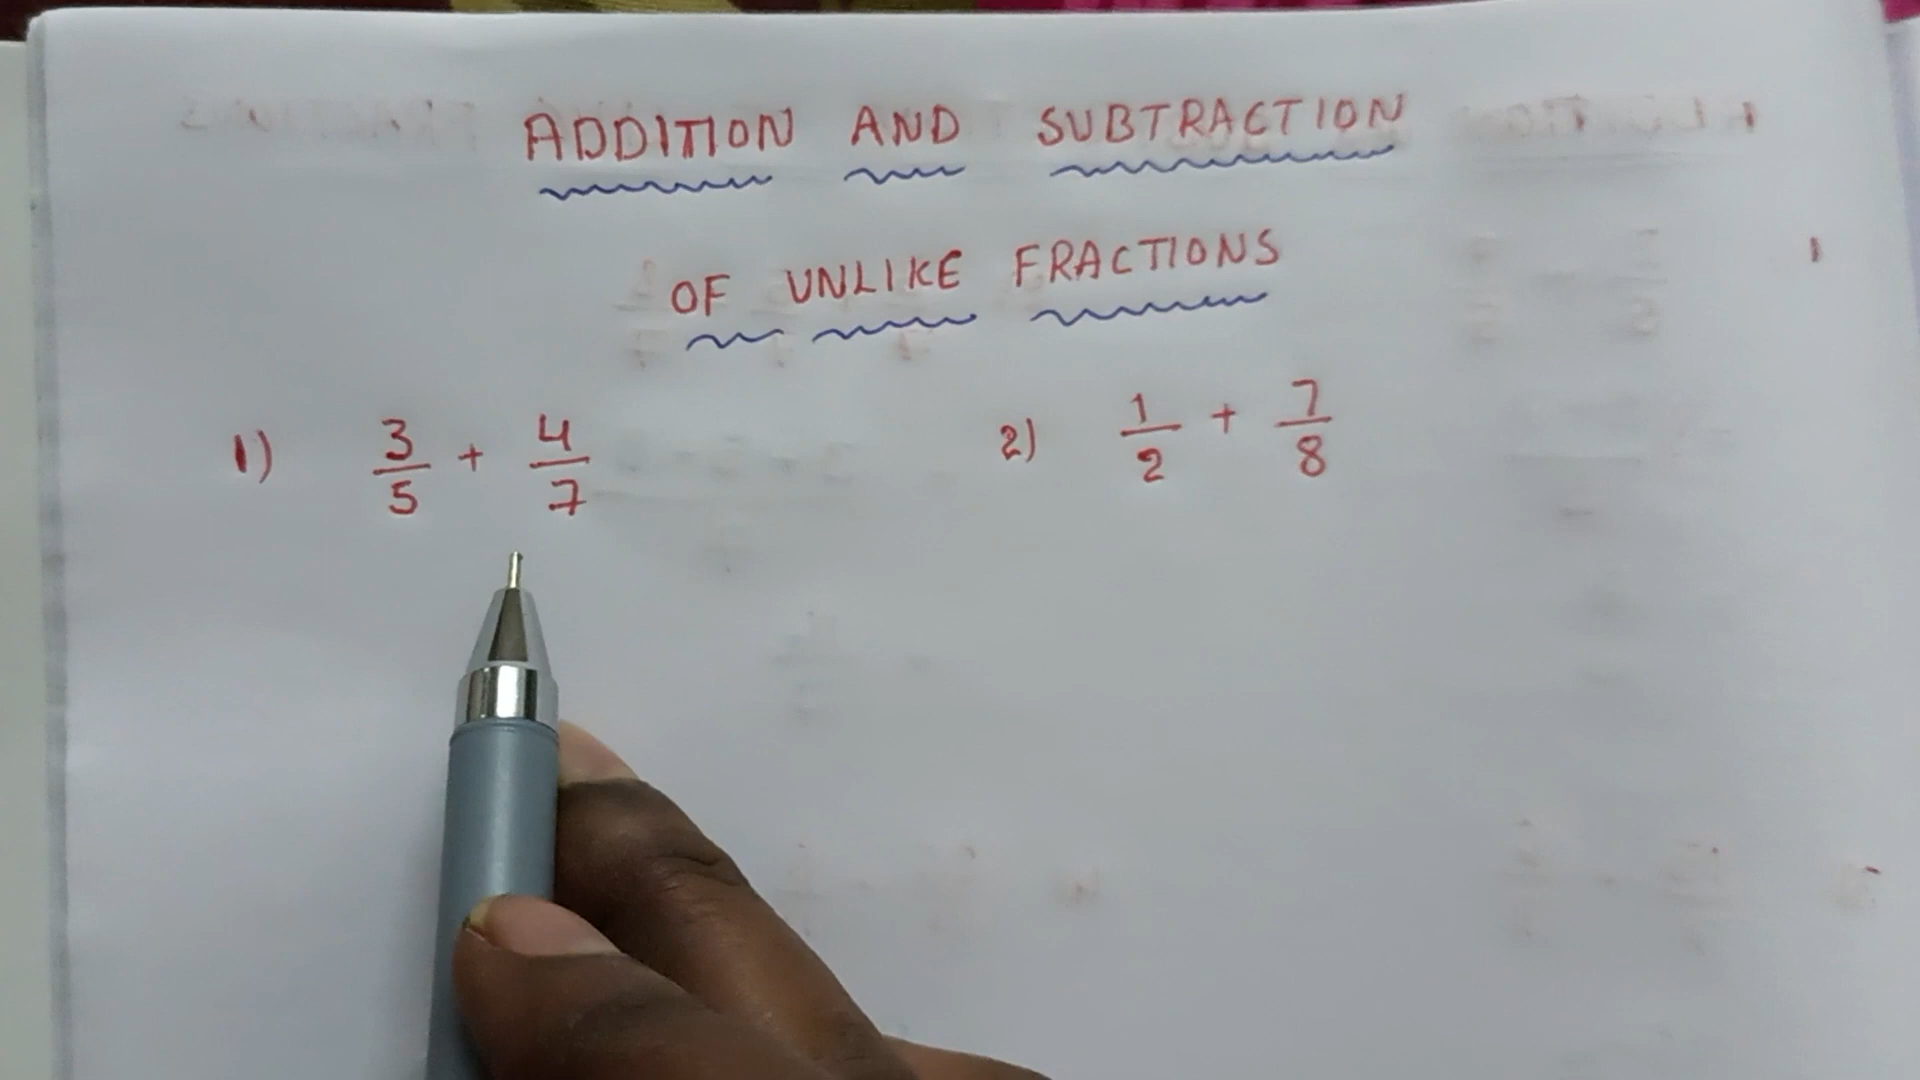 ADDITION AND SUBTRACTION
OF UNLIKE FRACTIONS
1) 3/5 + 4/7
2) 1/2 + 7/8